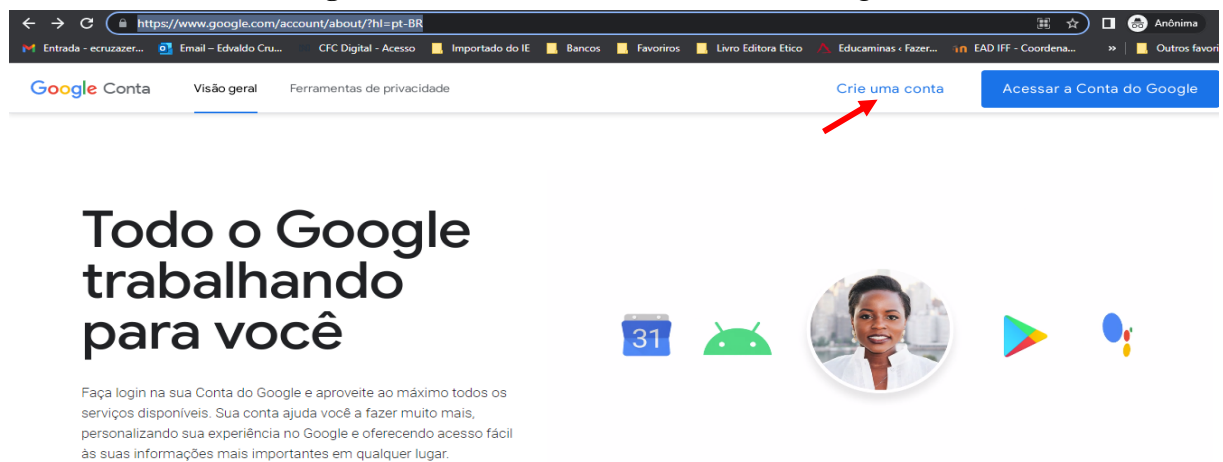 https://www.google.com/account/about/?hl=pt-BR
Anônima
Entrada - ecruzazer... Email – Edvaldo Cru... CFC Digital - Acesso Importado do IE Bancos Favoriros Livro Editora Etico Educaminas ‹ Fazer... EAD IFF - Coordena... » Outros favori
Google Conta Visão geral Ferramentas de privacidade Crie uma conta Acessar a Conta do Google
Todo o Google
trabalhando
para você
31
Faça login na sua Conta do Google e aproveite ao máximo todos os
serviços disponíveis. Sua conta ajuda você a fazer muito mais,
personalizando sua experiência no Google e oferecendo acesso fácil
às suas informações mais importantes em qualquer lugar.